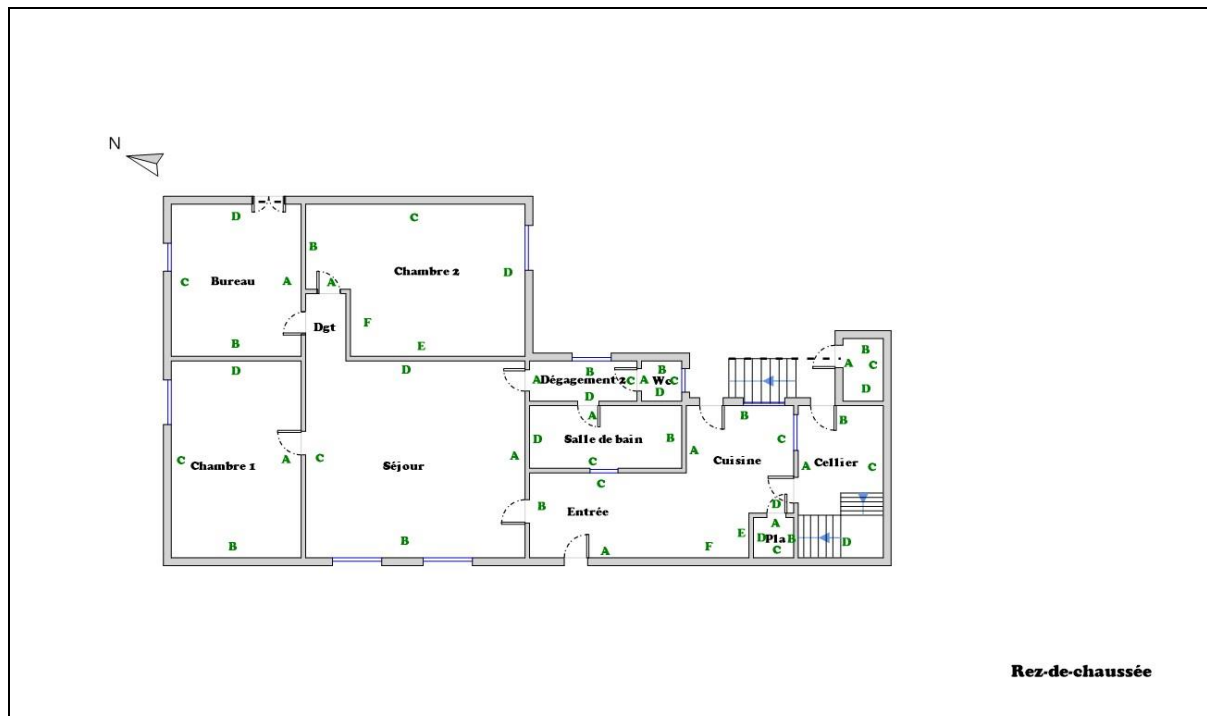 N
D
C
B
Chambre 2
D
C
Bureau
A
A
Dgt
F
B
E
B
A
C
D
D
D
A
Dégagement 2
B
C
D
A
B
Wc
C
D
A
B
B
D
Salle de bain
B
C
A
C
C
Chambre 1
A
C
Séjour
A
Cuisine
A
Cellier
C
C
B
Entrée
D
A
E
D
Pla
B
C
D
B
B
A
F
Rez-de-chaussée